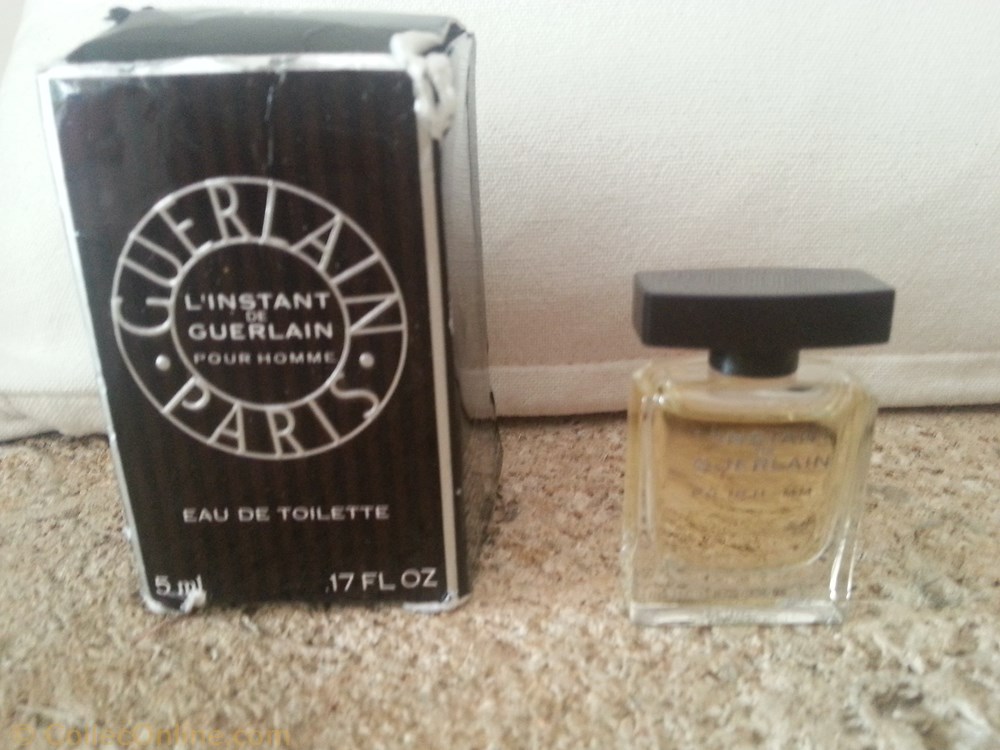 GUERLAIN
L'INSTANT
DE
GUERLAIN
POUR HOMME
PARIS
EAU DE TOILETTE
5 ml .17 FL OZ
GUERLAIN